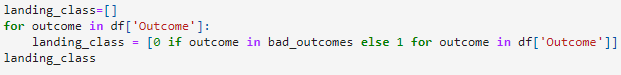 landing_class=[]
for outcome in df['Outcome']:
    landing_class = [0 if outcome in bad_outcomes else 1 for outcome in df['Outcome']]
landing_class